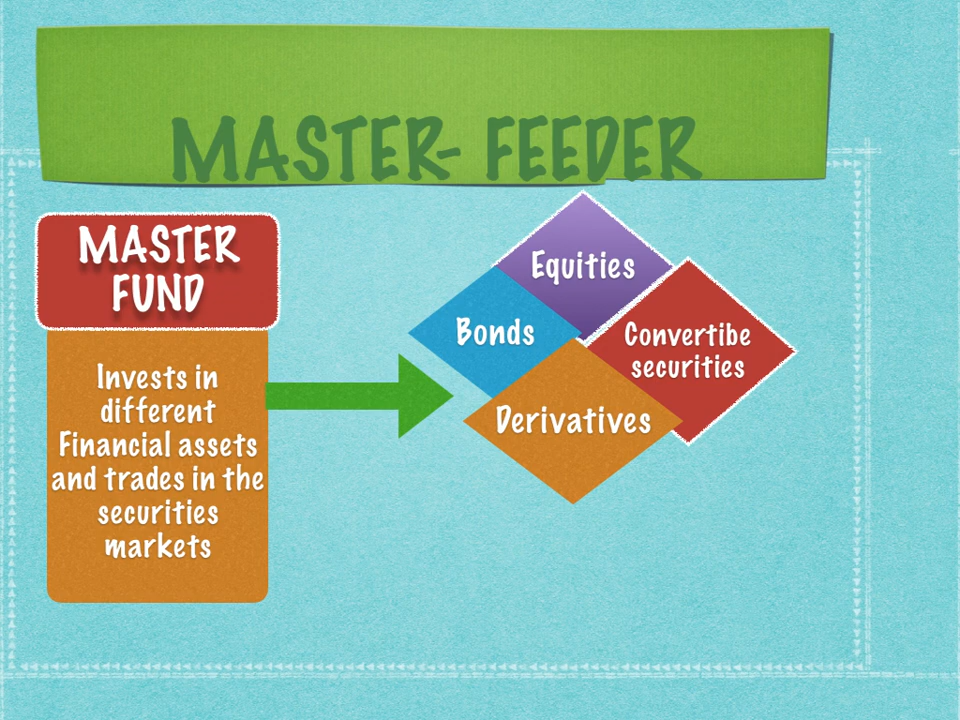 MASTER- FEEDER
MASTER
FUND
Invests in
different
Financial assets
and trades in the
securities
markets
Equities
Bonds
Convertibe
securities
Derivatives